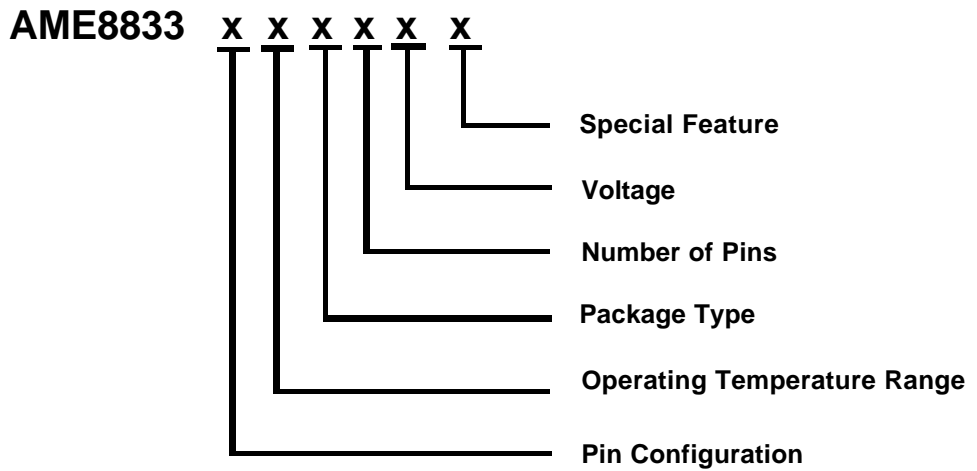 AME8833 x x x x x x
Special Feature
Voltage
Number of Pins
Package Type
Operating Temperature Range
Pin Configuration